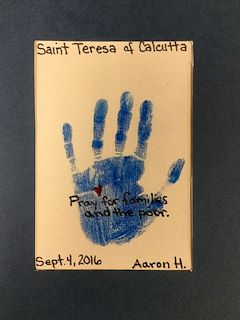 Saint Teresa of Calcutta
Pray for families
and the poor.
Sept. 4, 2016 Aaron H.